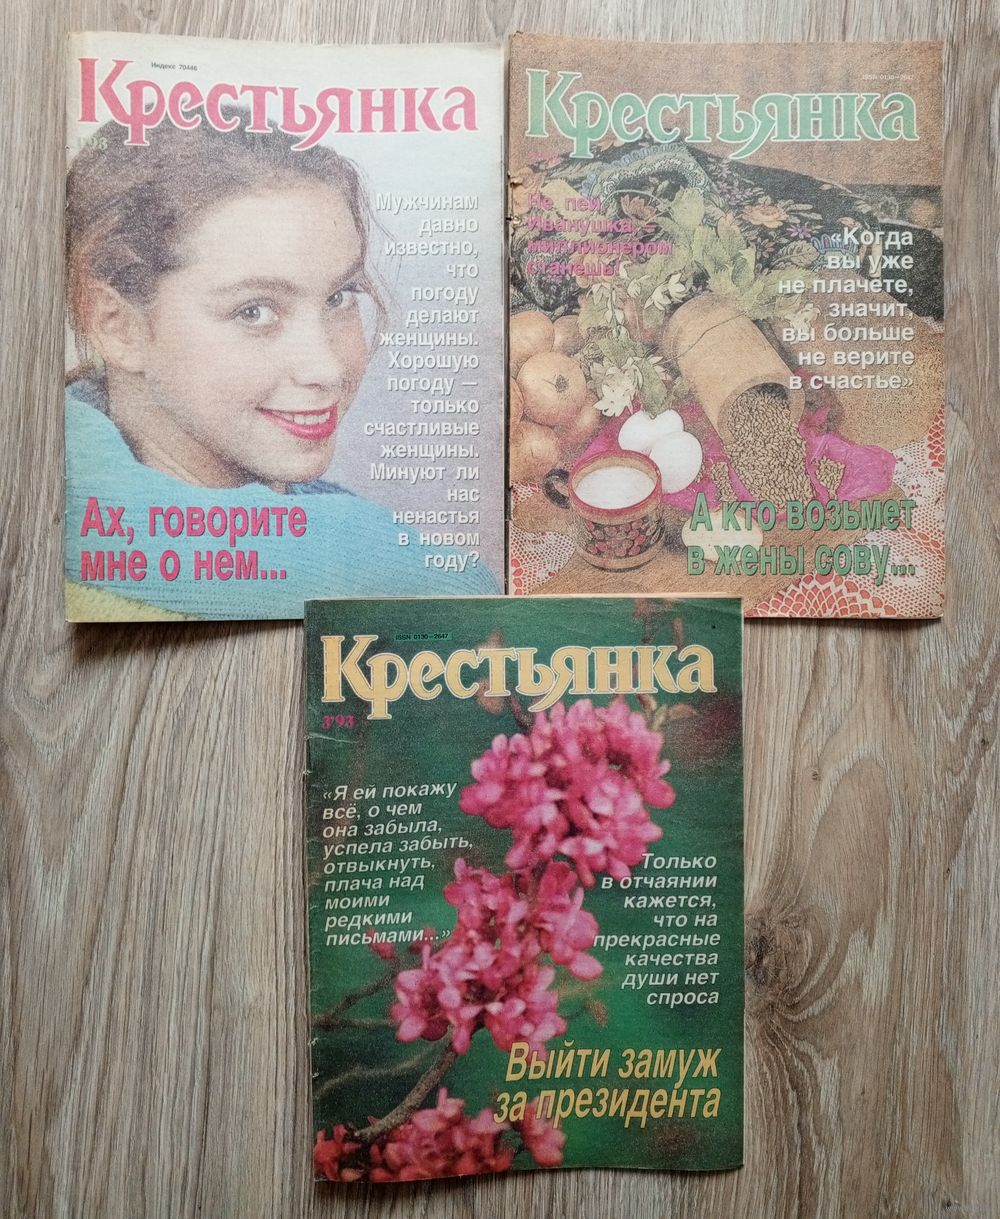 Индекс 70446
Крестьянка
1'93
Мужчинам
давно
известно,
что
погоду
делают
женщины.
Хорошую
погоду —
только
счастливые
женщины.
Минуют ли
нас
ненастья
в новом
году?
Ах, говорите
мне о нем...
ISSN 0130-2647
Крестьянка
Не пей,
Иванушка —
миллионером
станешь!
«Когда
вы уже
не плачете,
значит,
вы больше
не верите
в счастье»
А кто возьмет
в жены сову...
ISSN 0130-2647
Крестьянка
3'93
«Я ей покажу
всё, о чем
она забыла,
успела забыть,
отвыкнуть,
плача над
моими
редкими
письмами...»
Только
в отчаянии
кажется,
что на
прекрасные
качества
души нет
спроса
Выйти замуж
за президента